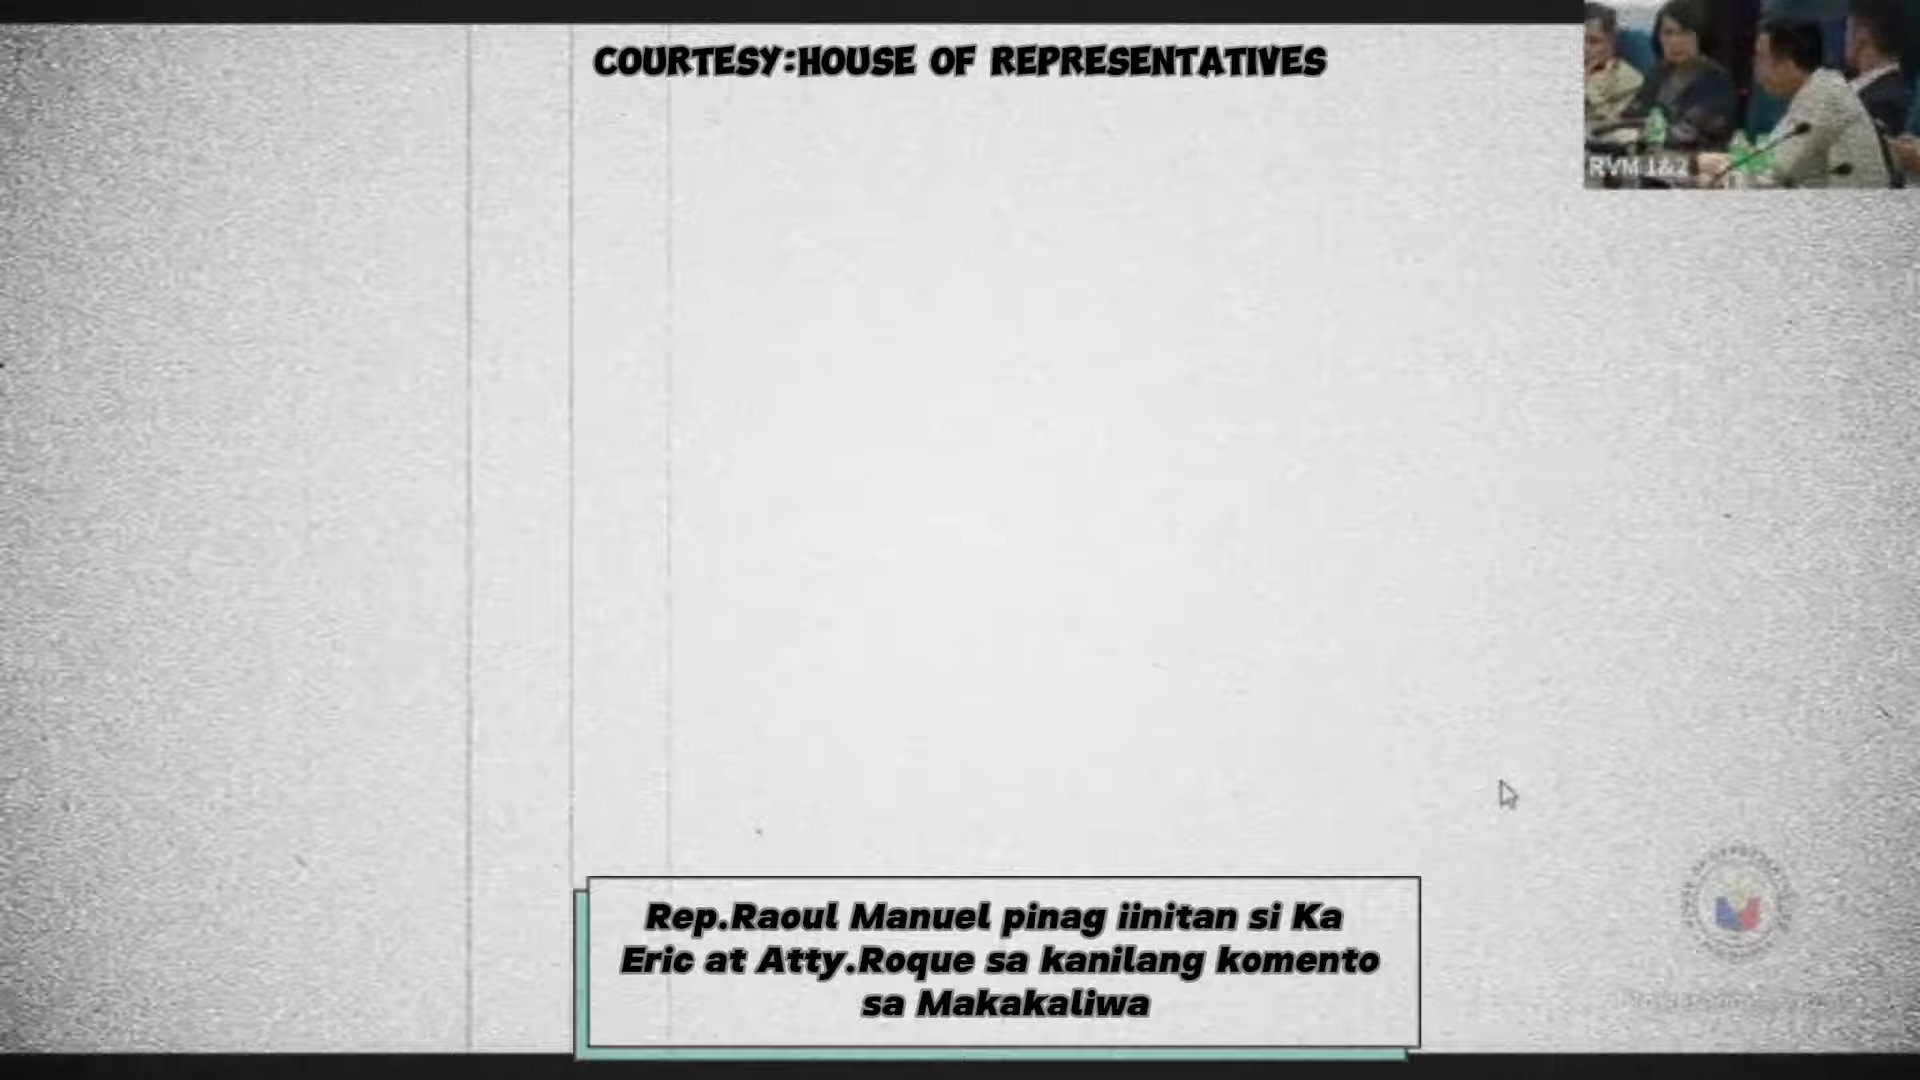 COURTESY:HOUSE OF REPRESENTATIVES
RVM 1&2
Rep.Raoul Manuel pinag iinitan si Ka
Eric at Atty.Roque sa kanilang komento
sa Makakaliwa